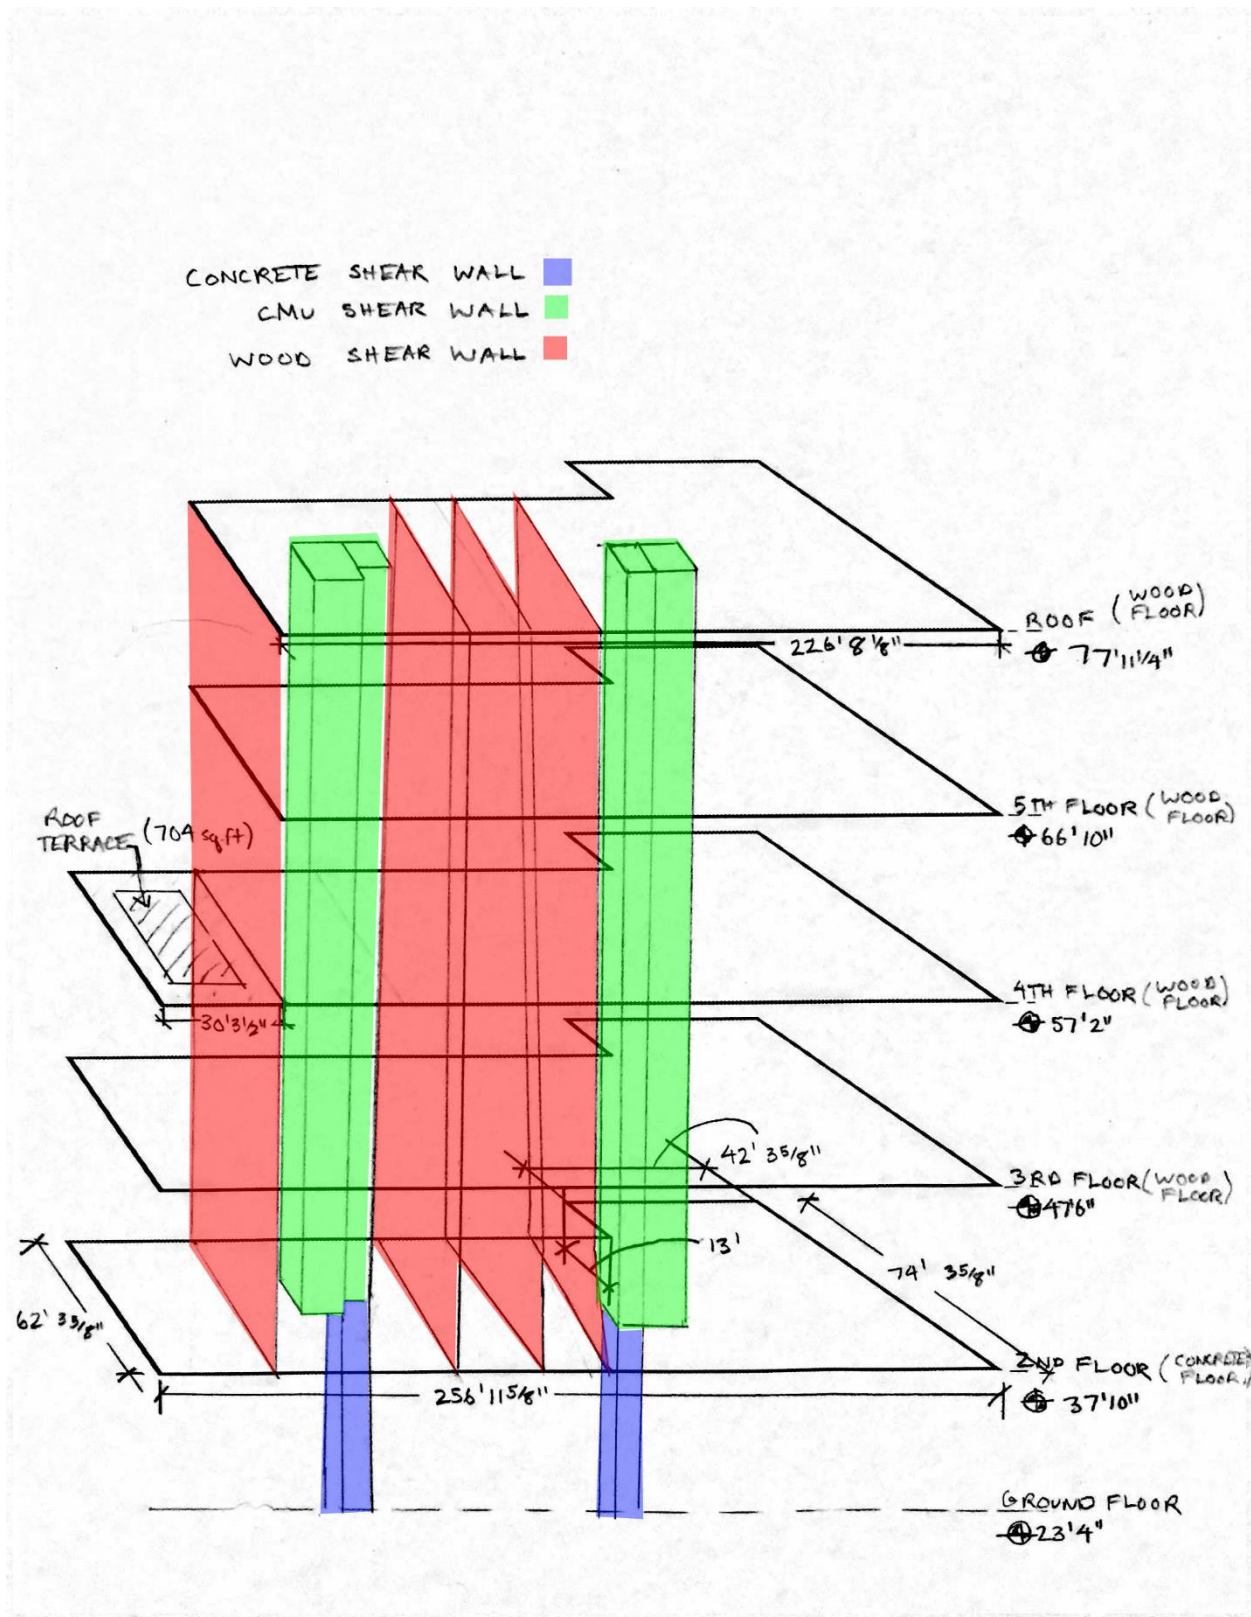 CONCRETE SHEAR WALL
CMU SHEAR WALL
WOOD SHEAR WALL
ROOF (WOOD FLOOR)
77'11 1/4"
226' 8 1/8"
5TH FLOOR (WOOD FLOOR)
66'10"
ROOF TERRACE (704 sq.ft)
4TH FLOOR (WOOD FLOOR)
57'2"
30'3 1/2"
42' 3 5/8"
3RD FLOOR (WOOD FLOOR)
47'6"
13'
74' 3 5/8"
62' 3 3/8"
2ND FLOOR (CONCRETE FLOOR)
37'10"
256' 11 5/8"
GROUND FLOOR
23'4"